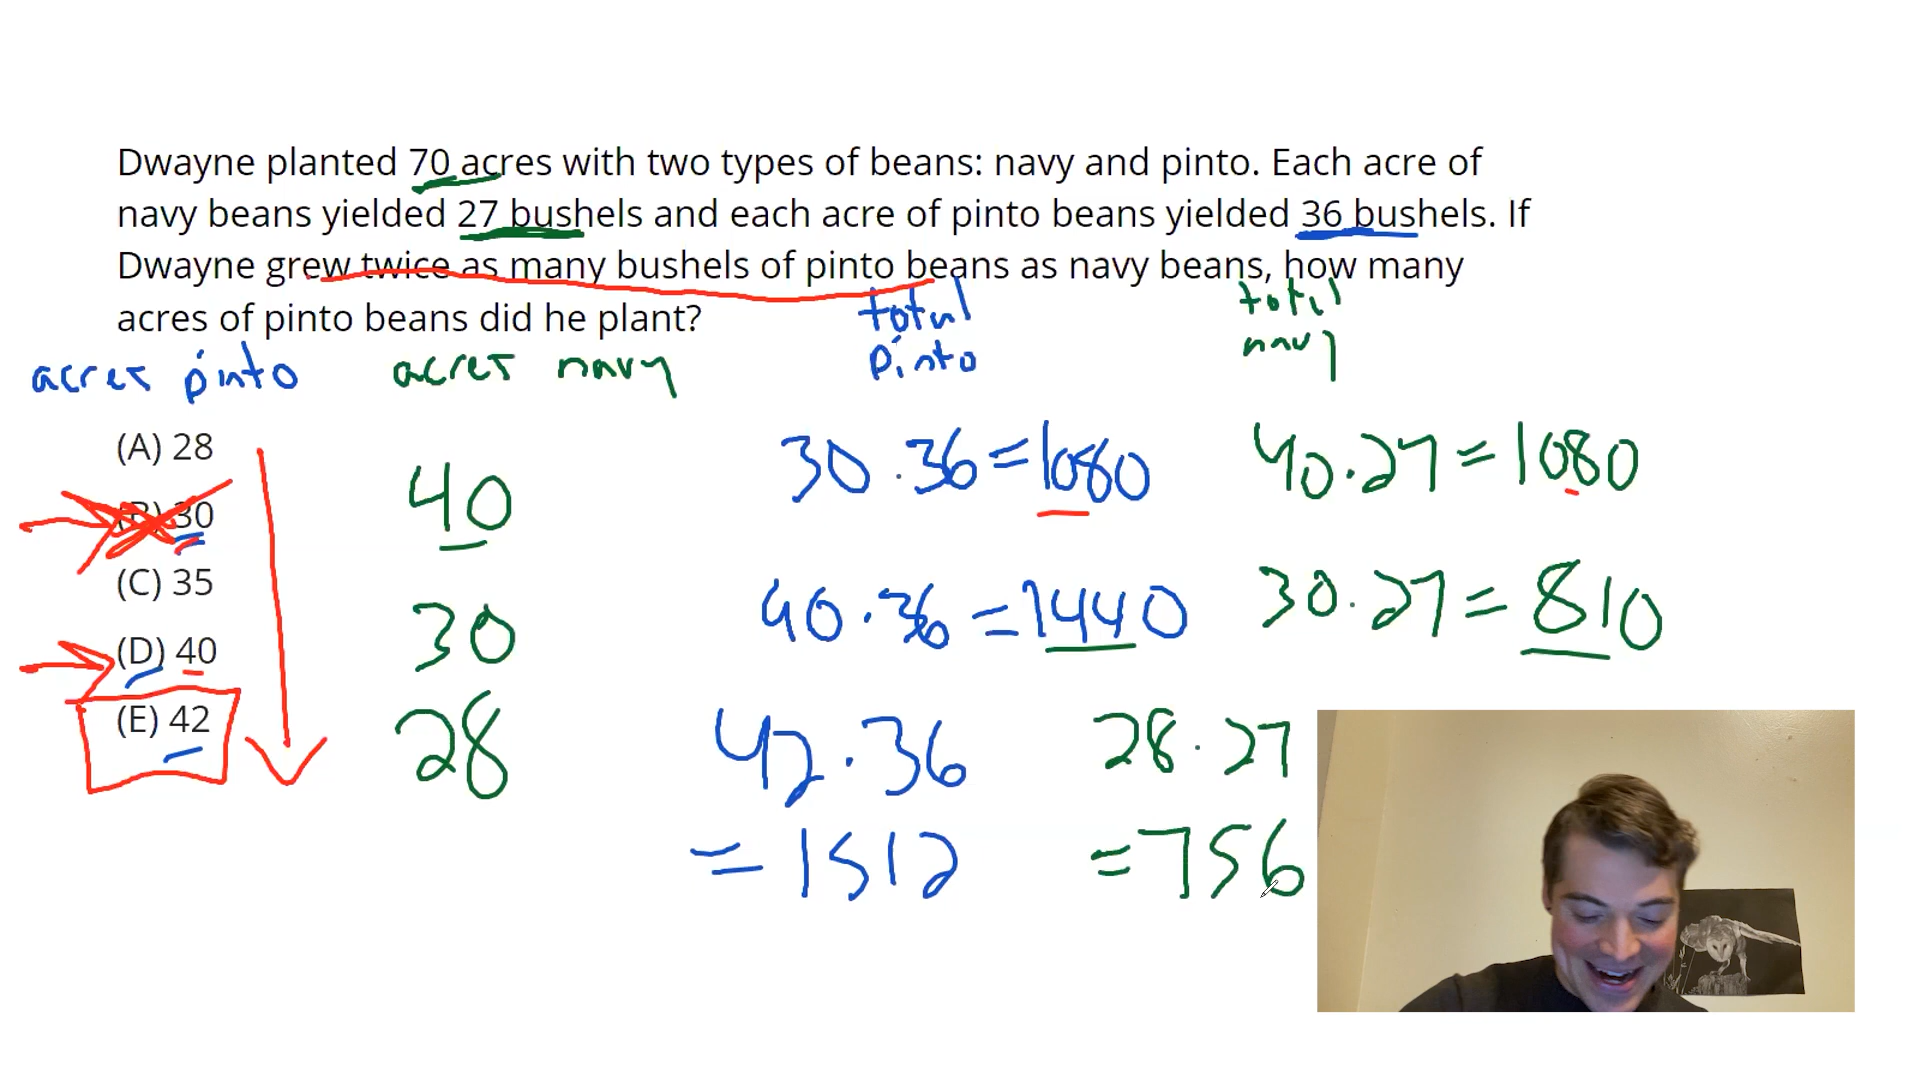 Dwayne planted 70 acres with two types of beans: navy and pinto. Each acre of
navy beans yielded 27 bushels and each acre of pinto beans yielded 36 bushels. If
Dwayne grew twice as many bushels of pinto beans as navy beans, how many
acres of pinto beans did he plant?
total
pinto
total
navy
acres pinto
acres navy
(A) 28
(B) 30
40
30 . 36 = 1080
40 . 27 = 1080
(C) 35
(D) 40
30
40 . 36 = 1440
30 . 27 = 810
(E) 42
28
42 . 36
= 1512
28 . 27
= 756